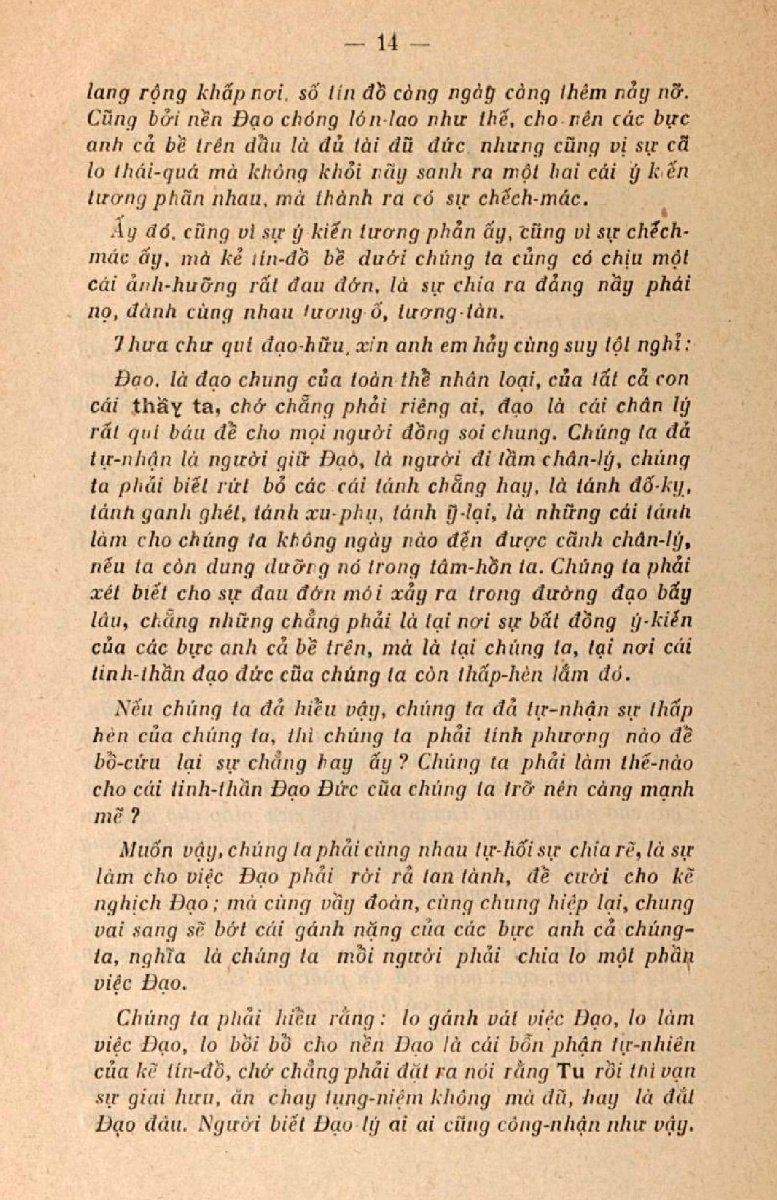 — 14 —
lang rộng khắp nơi, số tín đồ càng ngày càng thêm nảy nỡ.
Cũng bởi nền Đạo chóng lón-lao như thế, cho nên các bực
anh cả bề trên dầu là đủ tài đũ đức, nhưng cũng vị sự cã
lo thái-quá mà không khỏi nãy sanh ra một hai cái ý kiến
tương phãn nhau, mà thành ra có sự chếch-mác.
Ấy đó, cũng vì sự ý kiến tương phản ấy, cũng vì sự chếch-
mác ấy, mà kẻ tín-đồ bề dưới chúng ta củng có chịu một
cái ảnh-hưỡng rất đau đớn, là sự chia ra đảng nầy phái
nọ, đành cùng nhau tương-ố, tương-tàn.
Thưa chư quí đạo-hữu, xin anh em hảy cùng suy tột nghỉ:
Đạo, là đạo chung của toàn thể nhân loại, của tất cả con
cái thầy ta, chớ chẳng phải riêng ai, đạo là cái chân lý
rất quí báu để cho mọi người đồng soi chung. Chúng ta đả
tự-nhận là người giữ Đạo, là người đi tầm chân-lý, chúng
ta phải biết rứt bỏ các cái tánh chẵng hay, là tánh đố-kỵ,
tánh ganh ghét, tánh xu-phụ, tánh ỹ-lại, là những cái tánh
làm cho chúng ta không ngày nào đến được cãnh chân-lý,
nếu ta còn dung dưỡng nó trong tâm-hồn ta. Chúng ta phải
xét biết cho sự đau đớn mói xảy ra trong đường đạo bấy
lâu, chẵng những chẳng phải là tại nơi sự bất đồng ý-kiến
của các bực anh cả bề trên, mà là tại chúng ta, tại nơi cái
tinh-thần đạo đức cũa chúng ta còn thấp-hèn lắm đó.
Nếu chúng ta đả hiểu vậy, chúng ta đả tự-nhận sự thấp
hèn của chúng ta, thì chúng ta phải tính phương nào để
bồ-cứu lại sự chẳng hay ấy ? Chúng ta phải làm thế-nào
cho cái tinh-thần Đạo Đức cũa chúng ta trỡ nên càng mạnh
mẽ ?
Muốn vậy, chúng ta phải cùng nhau tự-hối sự chia rẽ, là sự
làm cho việc Đạo phải rời rả tan tành, để cười cho kẽ
nghịch Đạo ; mà cùng vầy đoàn, cùng chung hiệp lại, chung
vai sang sẽ bớt cái gánh nặng của các bực anh cả chúng-
ta, nghĩa là chúng ta mỗi người phải chia lo một phần
việc Đạo.
Chúng ta phải hiểu rằng : lo gánh vát việc Đạo, lo làm
việc Đạo, lo bồi bổ cho nền Đạo là cái bổn phận tự-nhiên
của kẽ tín-đồ, chớ chẳng phải đặt ra nói rằng Tu rồi thì vạn
sự giai hưu, ăn chay tụng-niệm không mà đũ, hay là đắt
Đạo đâu. Người biết Đạo lý ai ai cũng công-nhận như vậy.